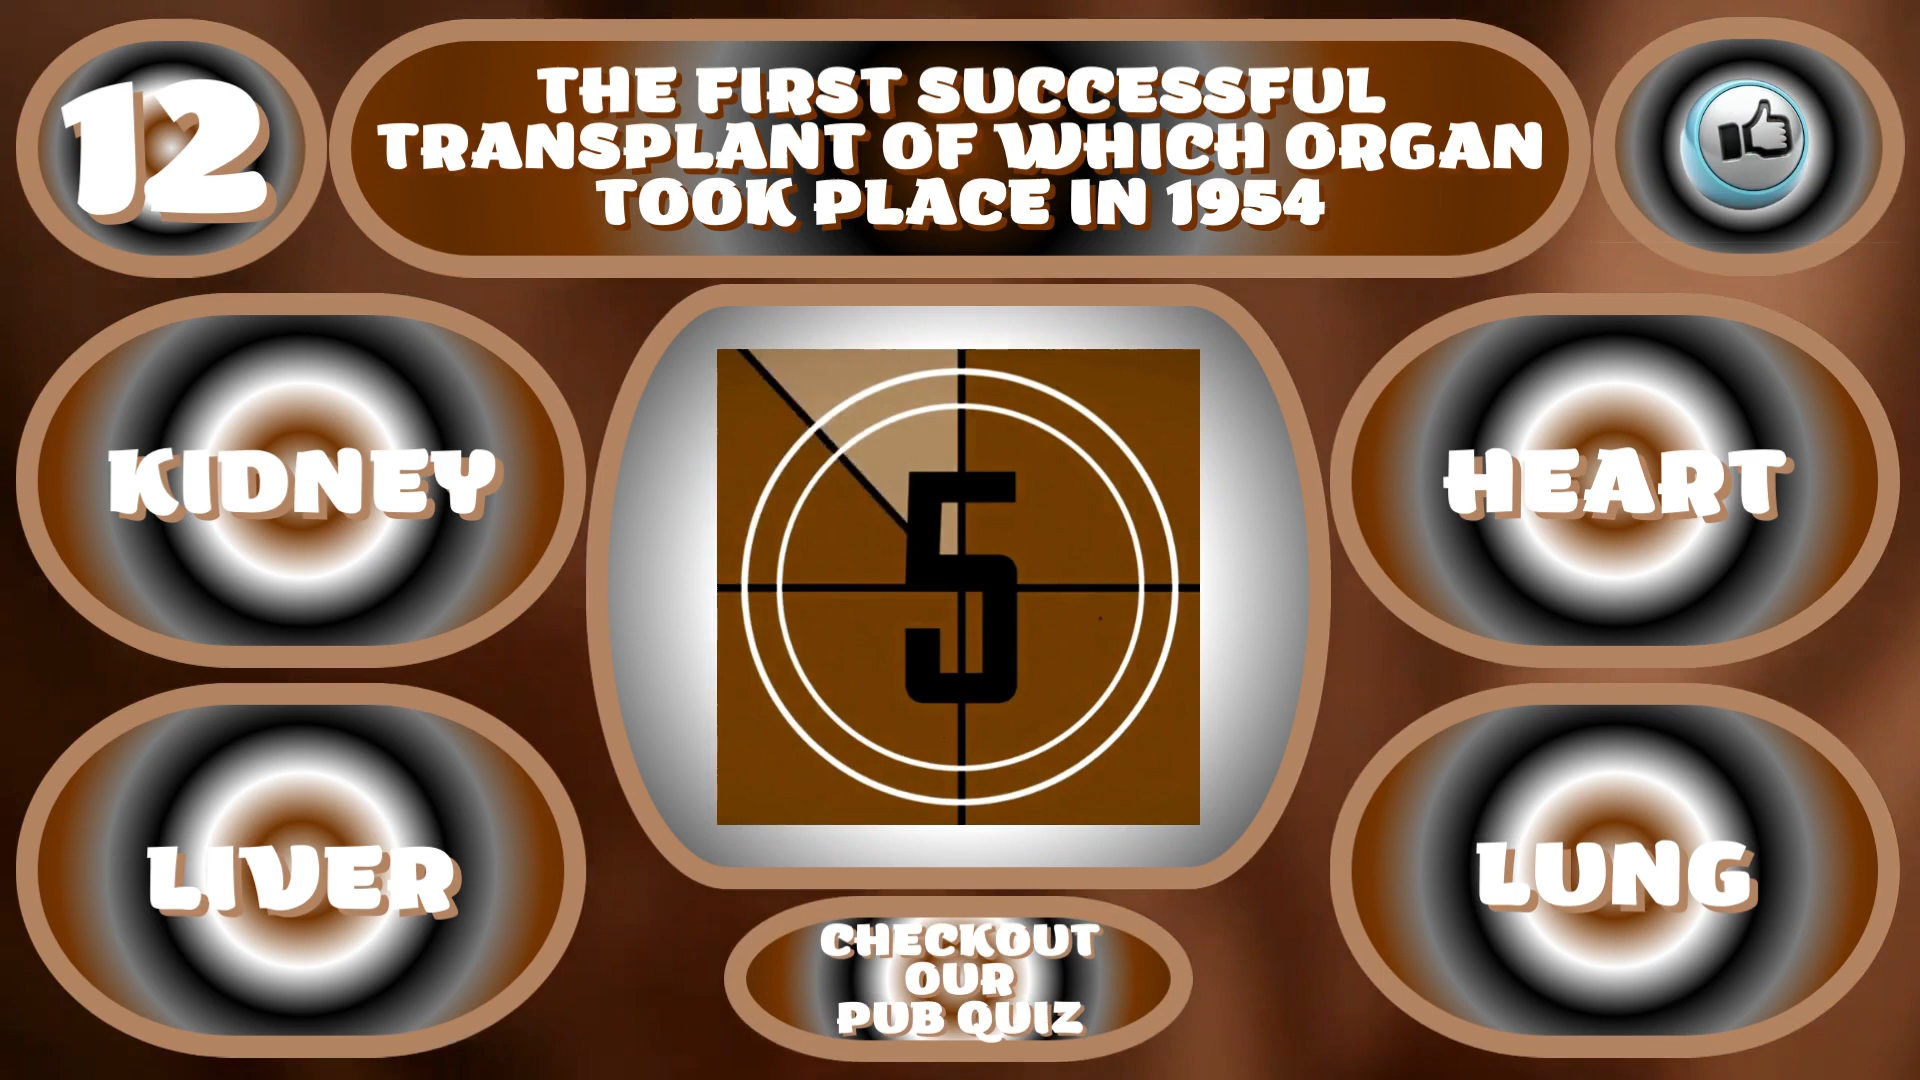 12
THE FIRST SUCCESSFUL
TRANSPLANT OF WHICH ORGAN
TOOK PLACE IN 1954
KIDNEY
HEART
5
LIVER
LUNG
CHECKOUT
OUR
PUB QUIZ